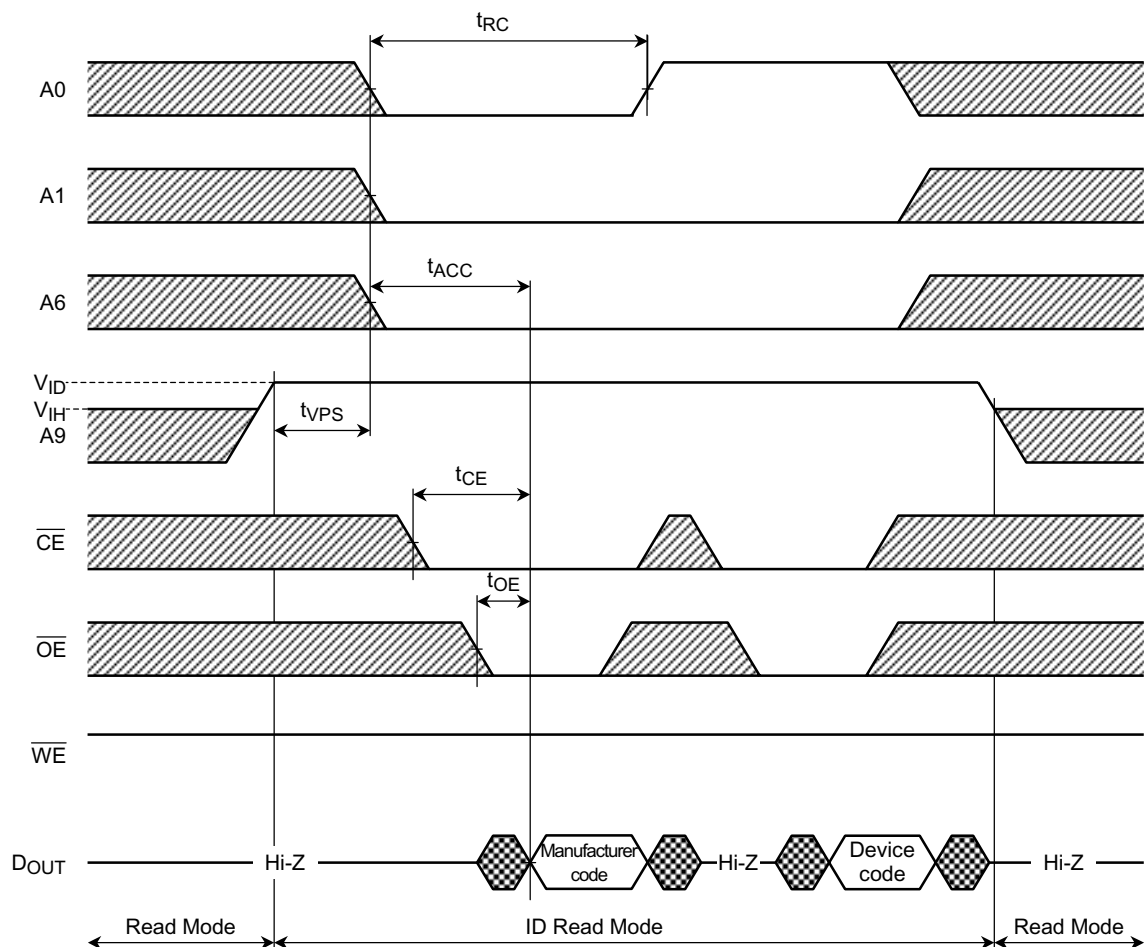 tRC
A0
A1
tACC
A6
VID
VIH
A9
tVPS
tCE
CE
tOE
OE
WE
DOUT
Hi-Z
Manufacturer
code
Hi-Z
Device
code
Hi-Z
Read Mode
ID Read Mode
Read Mode